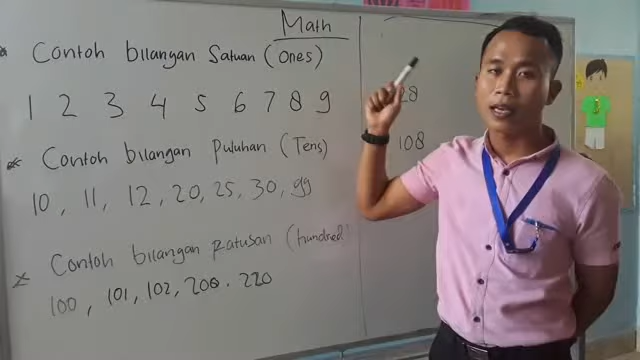 Math
* Contoh bilangan Satuan (Ones)
1 2 3 4 5 6 7 8 9
* Contoh bilangan Puluhan (Tens)
10, 11, 12, 20, 25, 30, 99
* Contoh bilangan Ratusan (hundred)
100, 101, 102, 200. 220
28
108